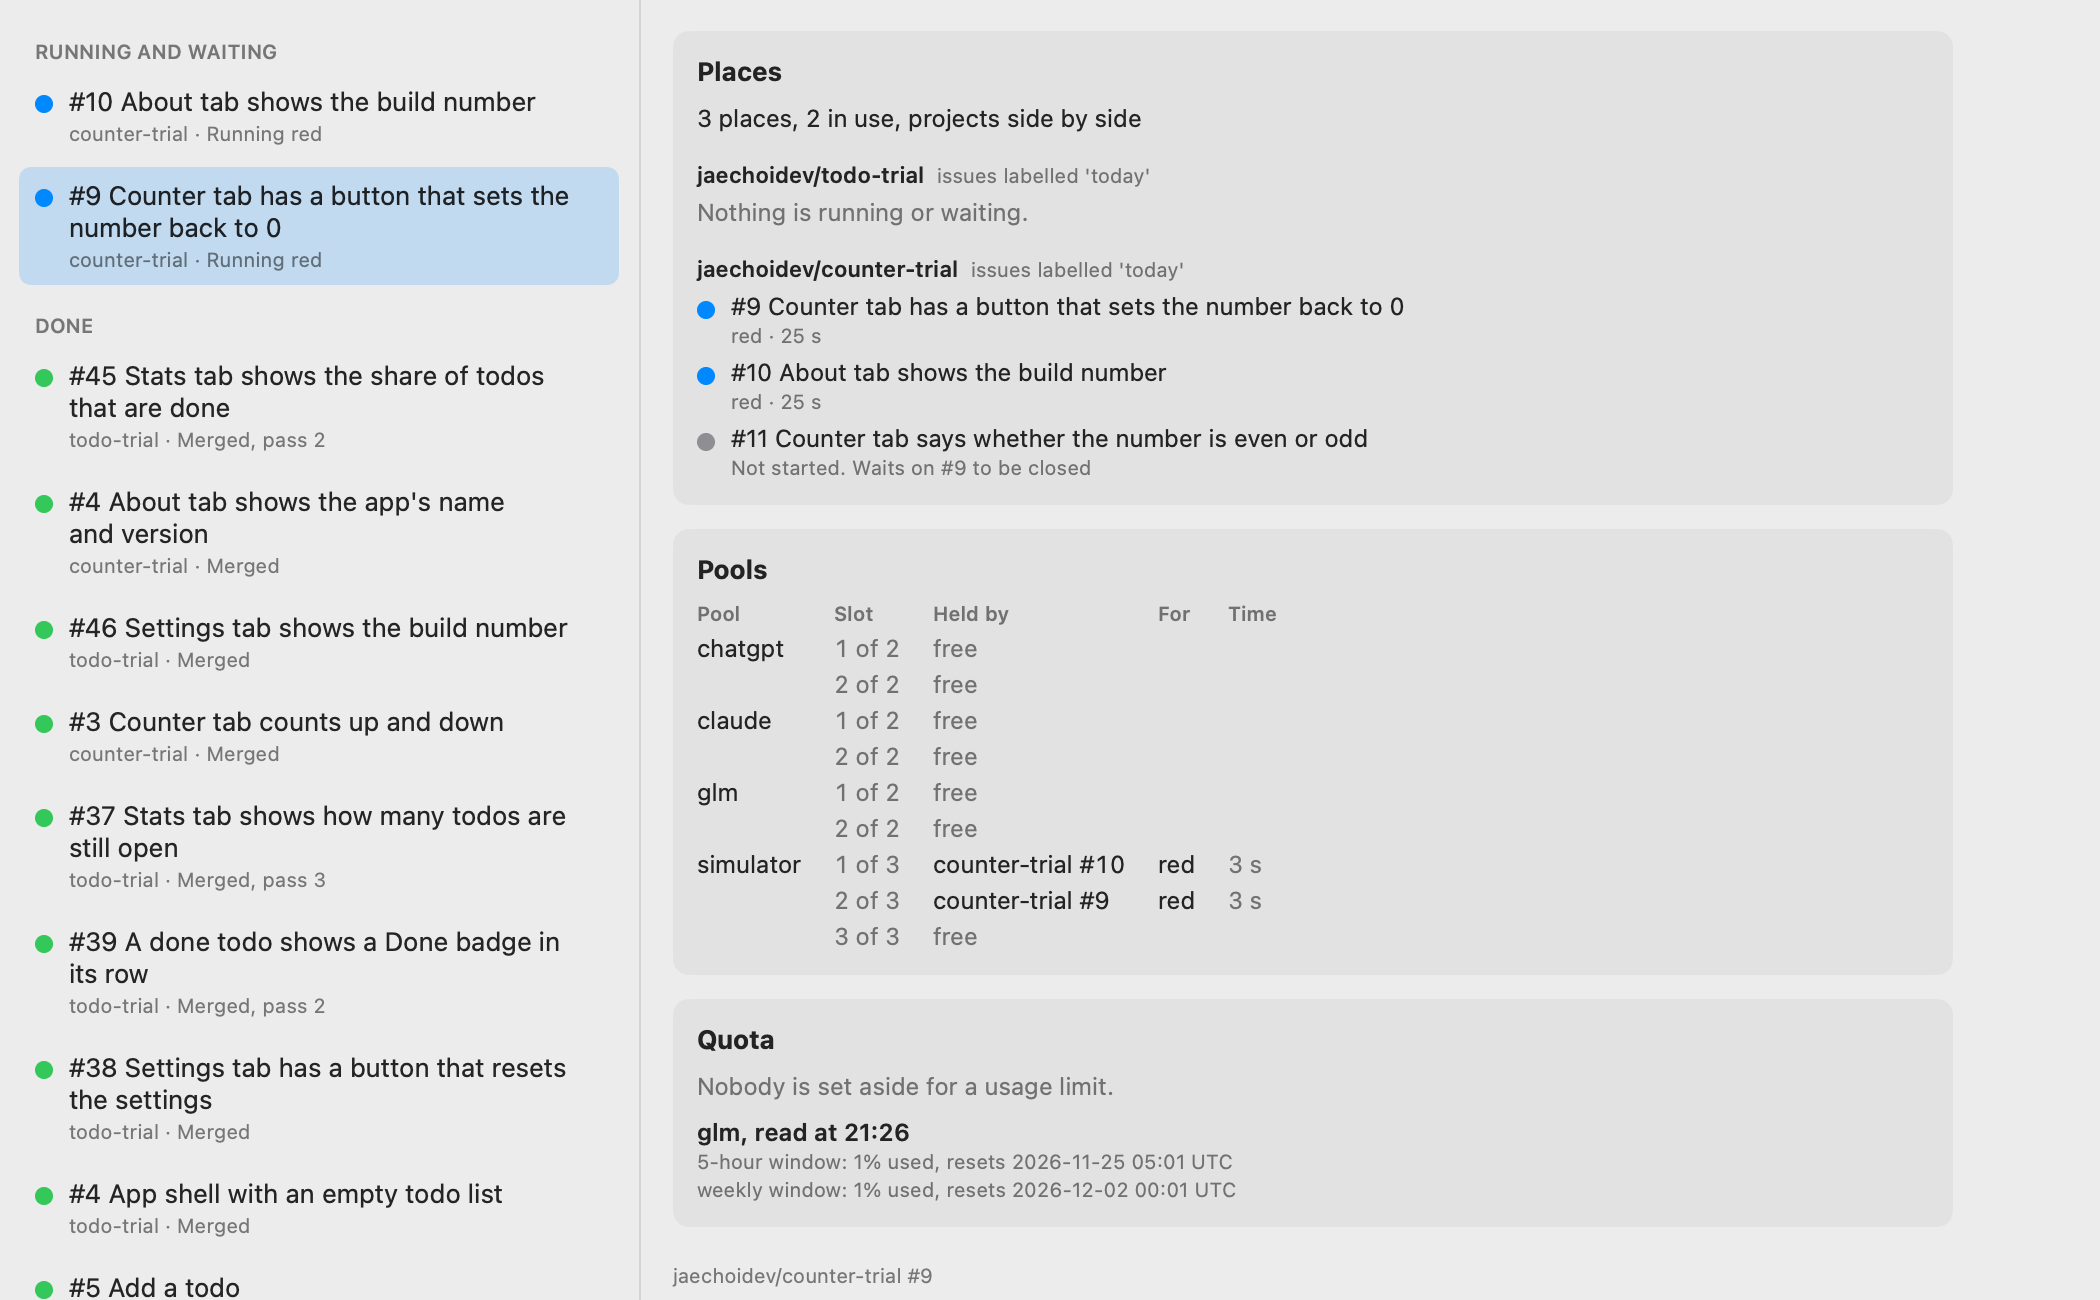 RUNNING AND WAITING
#10 About tab shows the build number
counter-trial · Running red
#9 Counter tab has a button that sets the
number back to 0
counter-trial · Running red
DONE
#45 Stats tab shows the share of todos
that are done
todo-trial · Merged, pass 2
#4 About tab shows the app's name
and version
counter-trial · Merged
#46 Settings tab shows the build number
todo-trial · Merged
#3 Counter tab counts up and down
counter-trial · Merged
#37 Stats tab shows how many todos are
still open
todo-trial · Merged, pass 3
#39 A done todo shows a Done badge in
its row
todo-trial · Merged, pass 2
#38 Settings tab has a button that resets
the settings
todo-trial · Merged
#4 App shell with an empty todo list
todo-trial · Merged
#5 Add a todo
Places
3 places, 2 in use, projects side by side
jaechoidev/todo-trial issues labelled 'today'
Nothing is running or waiting.
jaechoidev/counter-trial issues labelled 'today'
#9 Counter tab has a button that sets the number back to 0
red · 25 s
#10 About tab shows the build number
red · 25 s
#11 Counter tab says whether the number is even or odd
Not started. Waits on #9 to be closed
Pools
Pool Slot Held by For Time
chatgpt 1 of 2 free
2 of 2 free
claude 1 of 2 free
2 of 2 free
glm 1 of 2 free
2 of 2 free
simulator 1 of 3 counter-trial #10 red 3 s
2 of 3 counter-trial #9 red 3 s
3 of 3 free
Quota
Nobody is set aside for a usage limit.
glm, read at 21:26
5-hour window: 1% used, resets 2026-11-25 05:01 UTC
weekly window: 1% used, resets 2026-12-02 00:01 UTC
jaechoidev/counter-trial #9